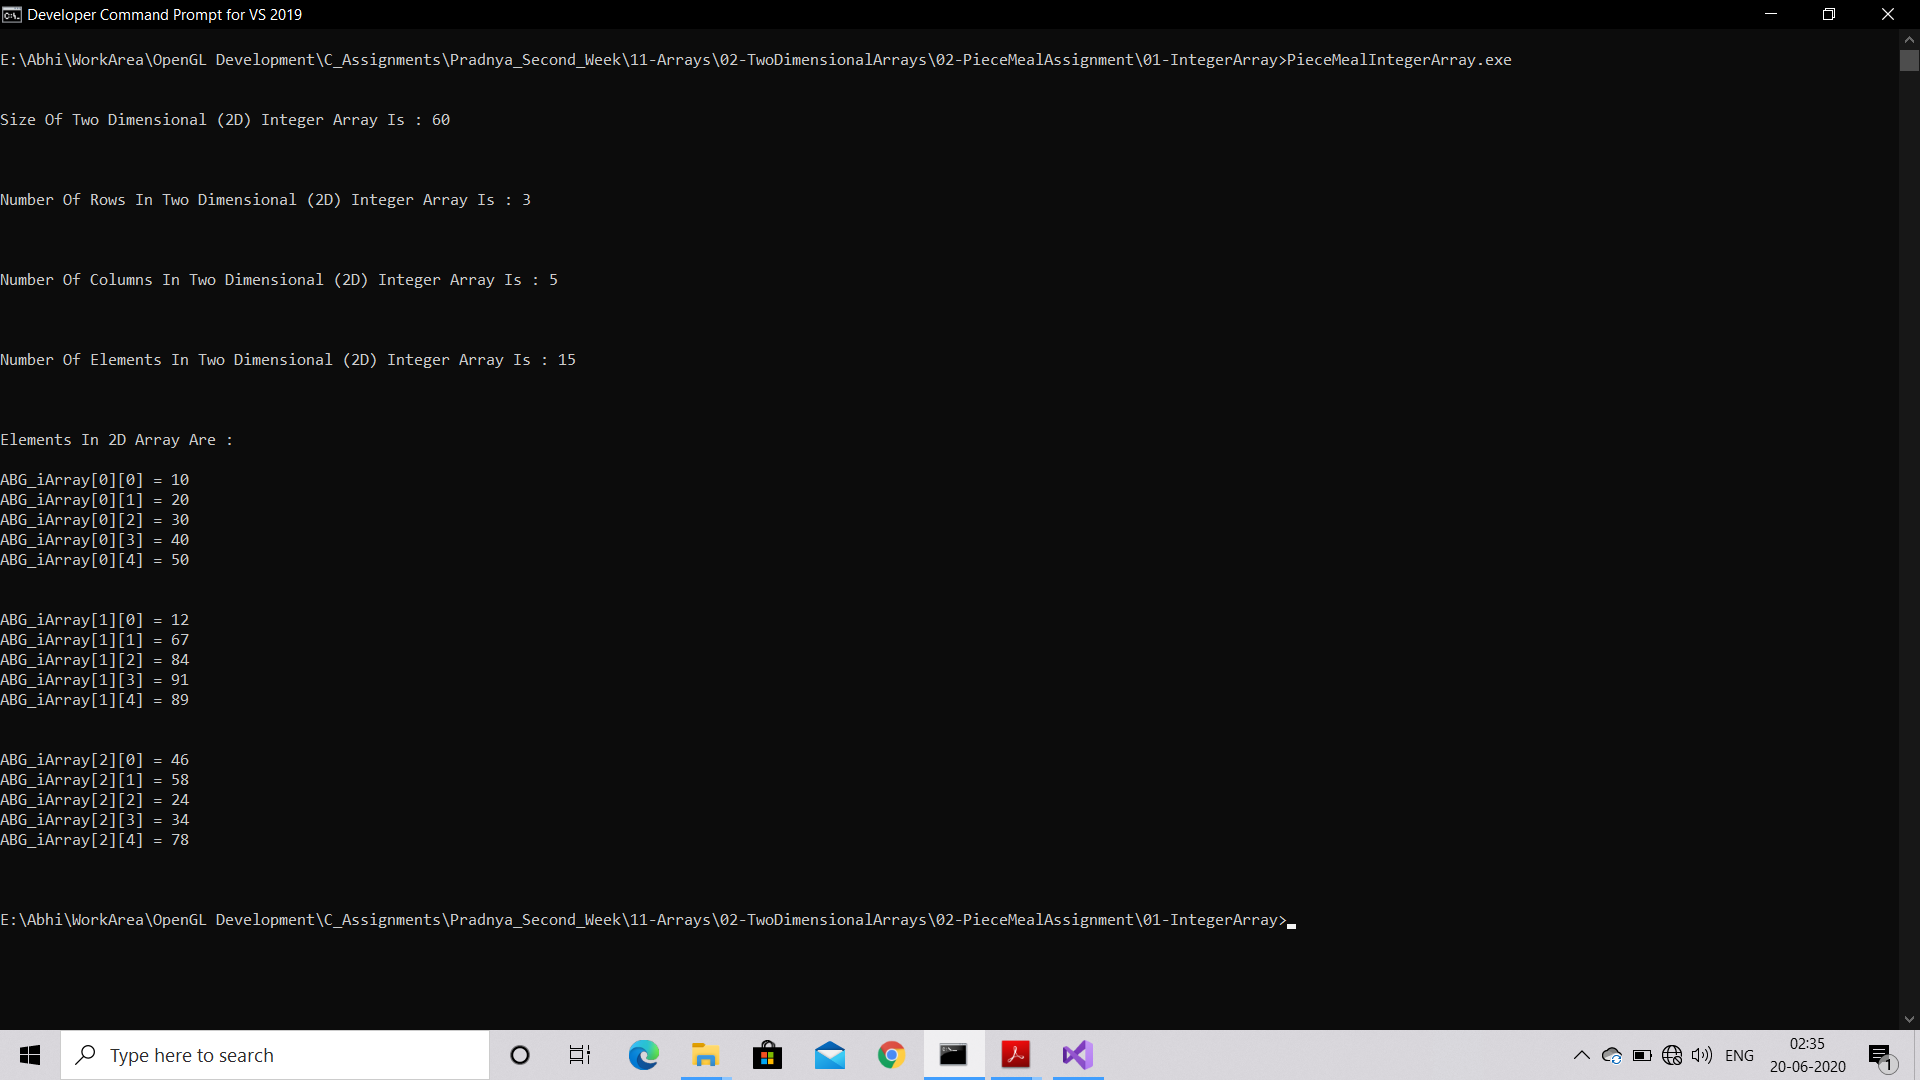 Developer Command Prompt for VS 2019
E:\Abhi\WorkArea\OpenGL Development\C_Assignments\Pradnya_Second_Week\11-Arrays\02-TwoDimensionalArrays\02-PieceMealAssignment\01-IntegerArray>PieceMealIntegerArray.exe
Size Of Two Dimensional (2D) Integer Array Is : 60
Number Of Rows In Two Dimensional (2D) Integer Array Is : 3
Number Of Columns In Two Dimensional (2D) Integer Array Is : 5
Number Of Elements In Two Dimensional (2D) Integer Array Is : 15
Elements In 2D Array Are :
ABG_iArray[0][0] = 10
ABG_iArray[0][1] = 20
ABG_iArray[0][2] = 30
ABG_iArray[0][3] = 40
ABG_iArray[0][4] = 50
ABG_iArray[1][0] = 12
ABG_iArray[1][1] = 67
ABG_iArray[1][2] = 84
ABG_iArray[1][3] = 91
ABG_iArray[1][4] = 89
ABG_iArray[2][0] = 46
ABG_iArray[2][1] = 58
ABG_iArray[2][2] = 24
ABG_iArray[2][3] = 34
ABG_iArray[2][4] = 78
E:\Abhi\WorkArea\OpenGL Development\C_Assignments\Pradnya_Second_Week\11-Arrays\02-TwoDimensionalArrays\02-PieceMealAssignment\01-IntegerArray>
Type here to search
ENG
02:35
20-06-2020
1